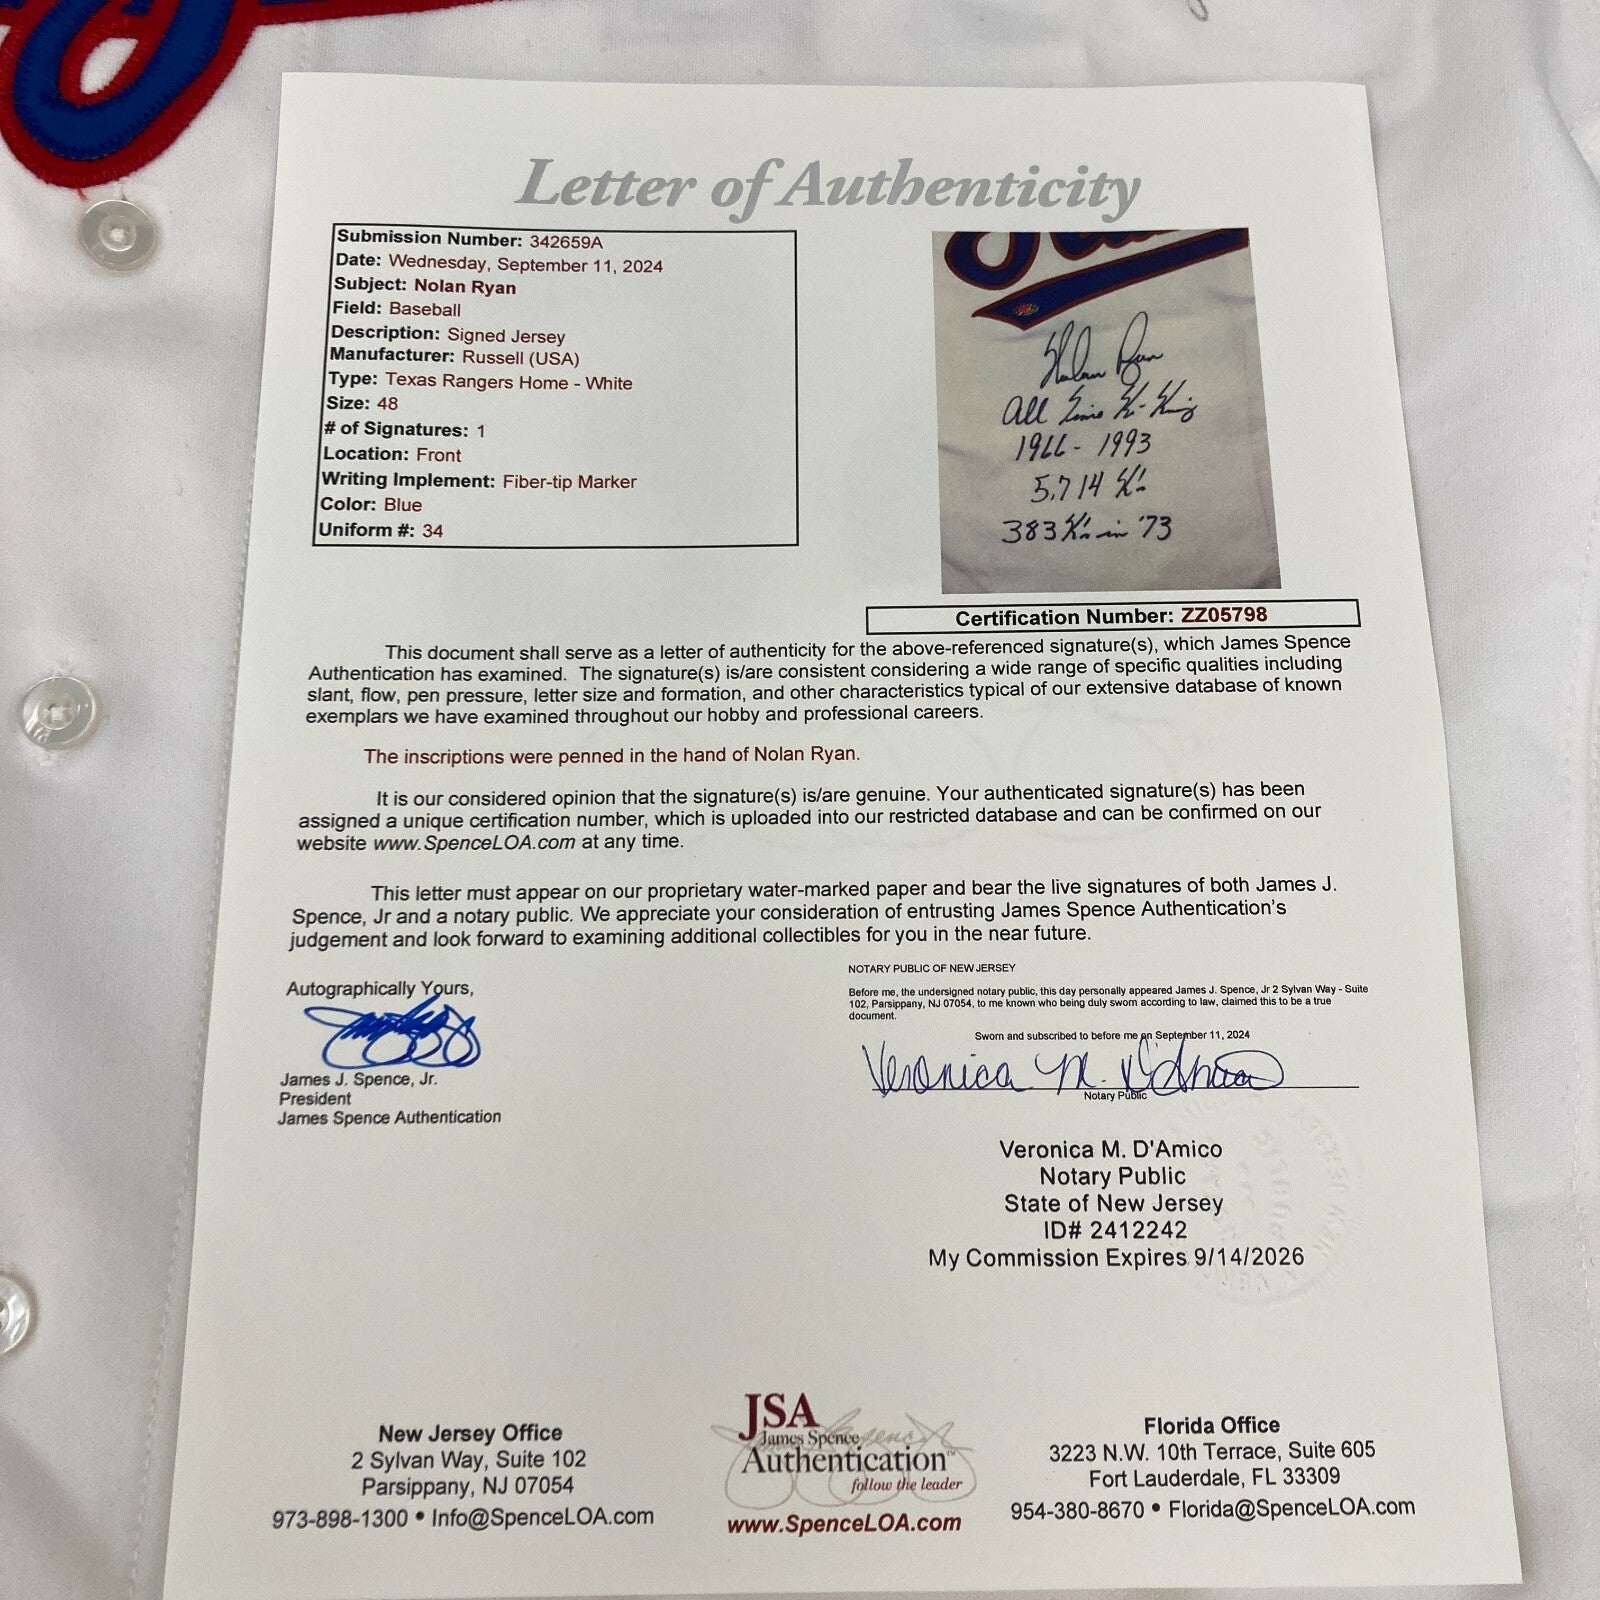 Letter of Authenticity
Submission Number: 342659A
Date: Wednesday, September 11, 2024
Subject: Nolan Ryan
Field: Baseball
Description: Signed Jersey
Manufacturer: Russell (USA)
Type: Texas Rangers Home - White
Size: 48
# of Signatures: 1
Location: Front
Writing Implement: Fiber-tip Marker
Color: Blue
Uniform #: 34
Nolan Ryan
All Time K-King
1966 - 1993
5,714 K's
383 K's in '73
Certification Number: ZZ05798
This document shall serve as a letter of authenticity for the above-referenced signature(s), which James Spence
Authentication has examined. The signature(s) is/are consistent considering a wide range of specific qualities including
slant, flow, pen pressure, letter size and formation, and other characteristics typical of our extensive database of known
exemplars we have examined throughout our hobby and professional careers.
The inscriptions were penned in the hand of Nolan Ryan.
It is our considered opinion that the signature(s) is/are genuine. Your authenticated signature(s) has been
assigned a unique certification number, which is uploaded into our restricted database and can be confirmed on our
website www.SpenceLOA.com at any time.
This letter must appear on our proprietary water-marked paper and bear the live signatures of both James J.
Spence, Jr and a notary public. We appreciate your consideration of entrusting James Spence Authentication's
judgement and look forward to examining additional collectibles for you in the near future.
Autographically Yours,
James J. Spence, Jr.
President
James Spence Authentication
NOTARY PUBLIC OF NEW JERSEY
Before me, the undersigned notary public, this day personally appeared James J. Spence, Jr 2 Sylvan Way - Suite
102, Parsippany, NJ 07054, to me known who being duly sworn according to law, claimed this to be a true
document.
Sworn and subscribed to before me on September 11, 2024
Veronica M. D'Amico
Notary Public
Veronica M. D'Amico
Notary Public
State of New Jersey
ID# 2412242
My Commission Expires 9/14/2026
New Jersey Office
2 Sylvan Way, Suite 102
Parsippany, NJ 07054
973-898-1300 • Info@SpenceLOA.com
JSA
James Spence
Authentication™
follow the leader
www.SpenceLOA.com
Florida Office
3223 N.W. 10th Terrace, Suite 605
Fort Lauderdale, FL 33309
954-380-8670 • Florida@SpenceLOA.com